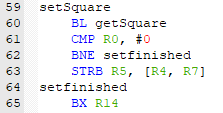 59 setSquare
60 BL getSquare
61 CMP R0, #0
62 BNE setfinished
63 STRB R5, [R4, R7]
64 setfinished
65 BX R14